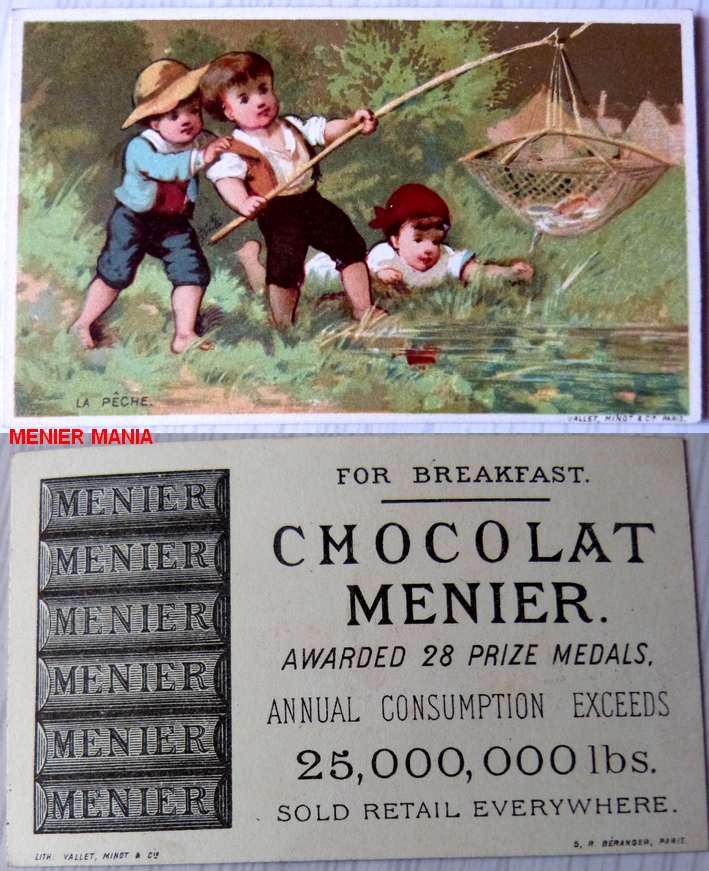 LA PÊCHE.
VALLET, MINOT & Cie PARIS.
MENIER MANIA
MENIER
MENIER
MENIER
MENIER
MENIER
MENIER
FOR BREAKFAST.
CHOCOLAT
MENIER.
AWARDED 28 PRIZE MEDALS,
ANNUAL CONSUMPTION EXCEEDS
25,000,000 lbs.
SOLD RETAIL EVERYWHERE.
LITH: VALLET, MINOT & Cie
5, R. BÉRANGER, PARIS.